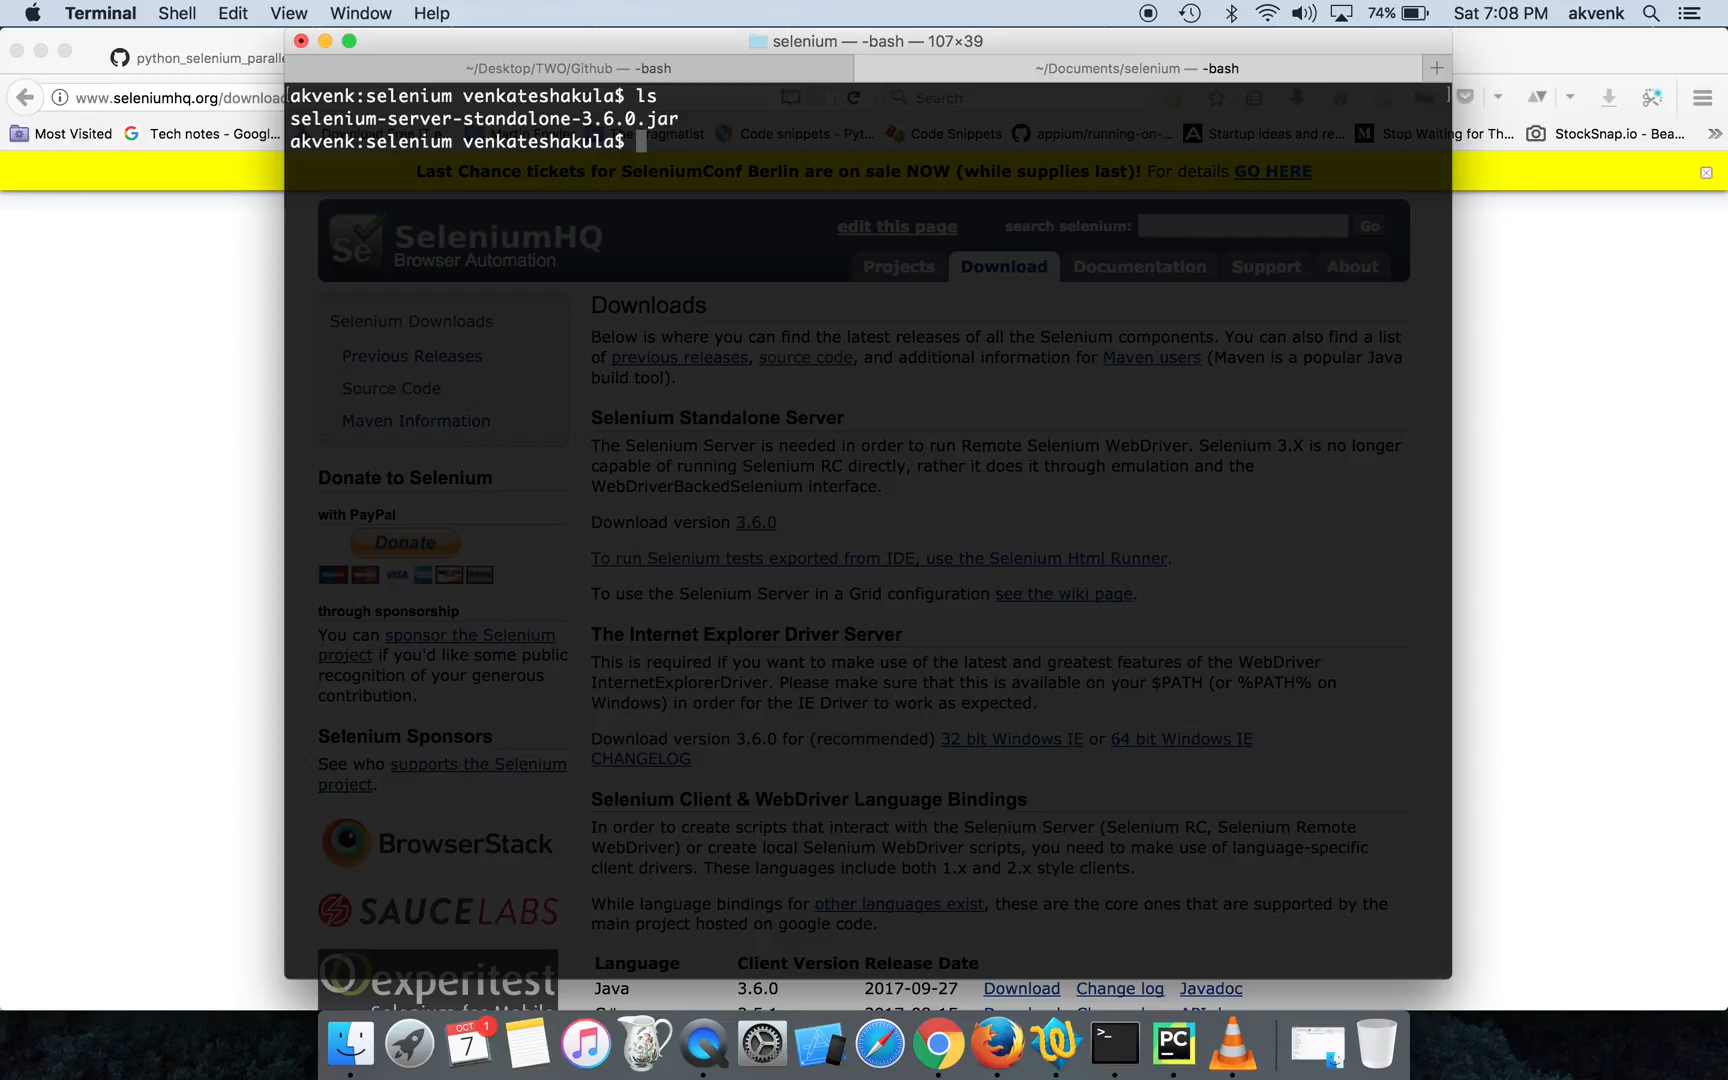 Terminal Shell Edit View Window Help 74% Sat 7:08 PM akvenk
python_selenium_paralle
selenium — -bash — 107×39
~/Desktop/TWO/Github — -bash
~/Documents/selenium — -bash
www.seleniumhq.org/download
Search
akvenk:selenium venkateshakula$ ls
selenium-server-standalone-3.6.0.jar
akvenk:selenium venkateshakula$
Most Visited Tech notes - Googl... Code snippets - Pyt... Code Snippets appium/running-on-... Startup ideas and re... Stop Waiting for Th... StockSnap.io - Bea...
Last Chance tickets for SeleniumConf Berlin are on sale NOW (while supplies last)! For details GO HERE
Se SeleniumHQ
Browser Automation
edit this page search selenium: Go
Projects Download Documentation Support About
Selenium Downloads
Previous Releases
Source Code
Maven Information
Donate to Selenium
with PayPal
Donate
VISA
through sponsorship
You can sponsor the Selenium
project if you'd like some public
recognition of your generous
contribution.
Selenium Sponsors
See who supports the Selenium
project.
BrowserStack
SAUCELABS
experitest
Downloads
Below is where you can find the latest releases of all the Selenium components. You can also find a list
of previous releases, source code, and additional information for Maven users (Maven is a popular Java
build tool).
Selenium Standalone Server
The Selenium Server is needed in order to run Remote Selenium WebDriver. Selenium 3.X is no longer
capable of running Selenium RC directly, rather it does it through emulation and the
WebDriverBackedSelenium interface.
Download version 3.6.0
To run Selenium tests exported from IDE, use the Selenium Html Runner.
To use the Selenium Server in a Grid configuration see the wiki page.
The Internet Explorer Driver Server
This is required if you want to make use of the latest and greatest features of the WebDriver
InternetExplorerDriver. Please make sure that this is available on your $PATH (or %PATH% on
Windows) in order for the IE Driver to work as expected.
Download version 3.6.0 for (recommended) 32 bit Windows IE or 64 bit Windows IE
CHANGELOG
Selenium Client & WebDriver Language Bindings
In order to create scripts that interact with the Selenium Server (Selenium RC, Selenium Remote
WebDriver) or create local Selenium WebDriver scripts, you need to make use of language-specific
client drivers. These languages include both 1.x and 2.x style clients.
While language bindings for other languages exist, these are the core ones that are supported by the
main project hosted on google code.
Language Client Version Release Date
Java 3.6.0 2017-09-27 Download Change log Javadoc
OCT 1
7
PC